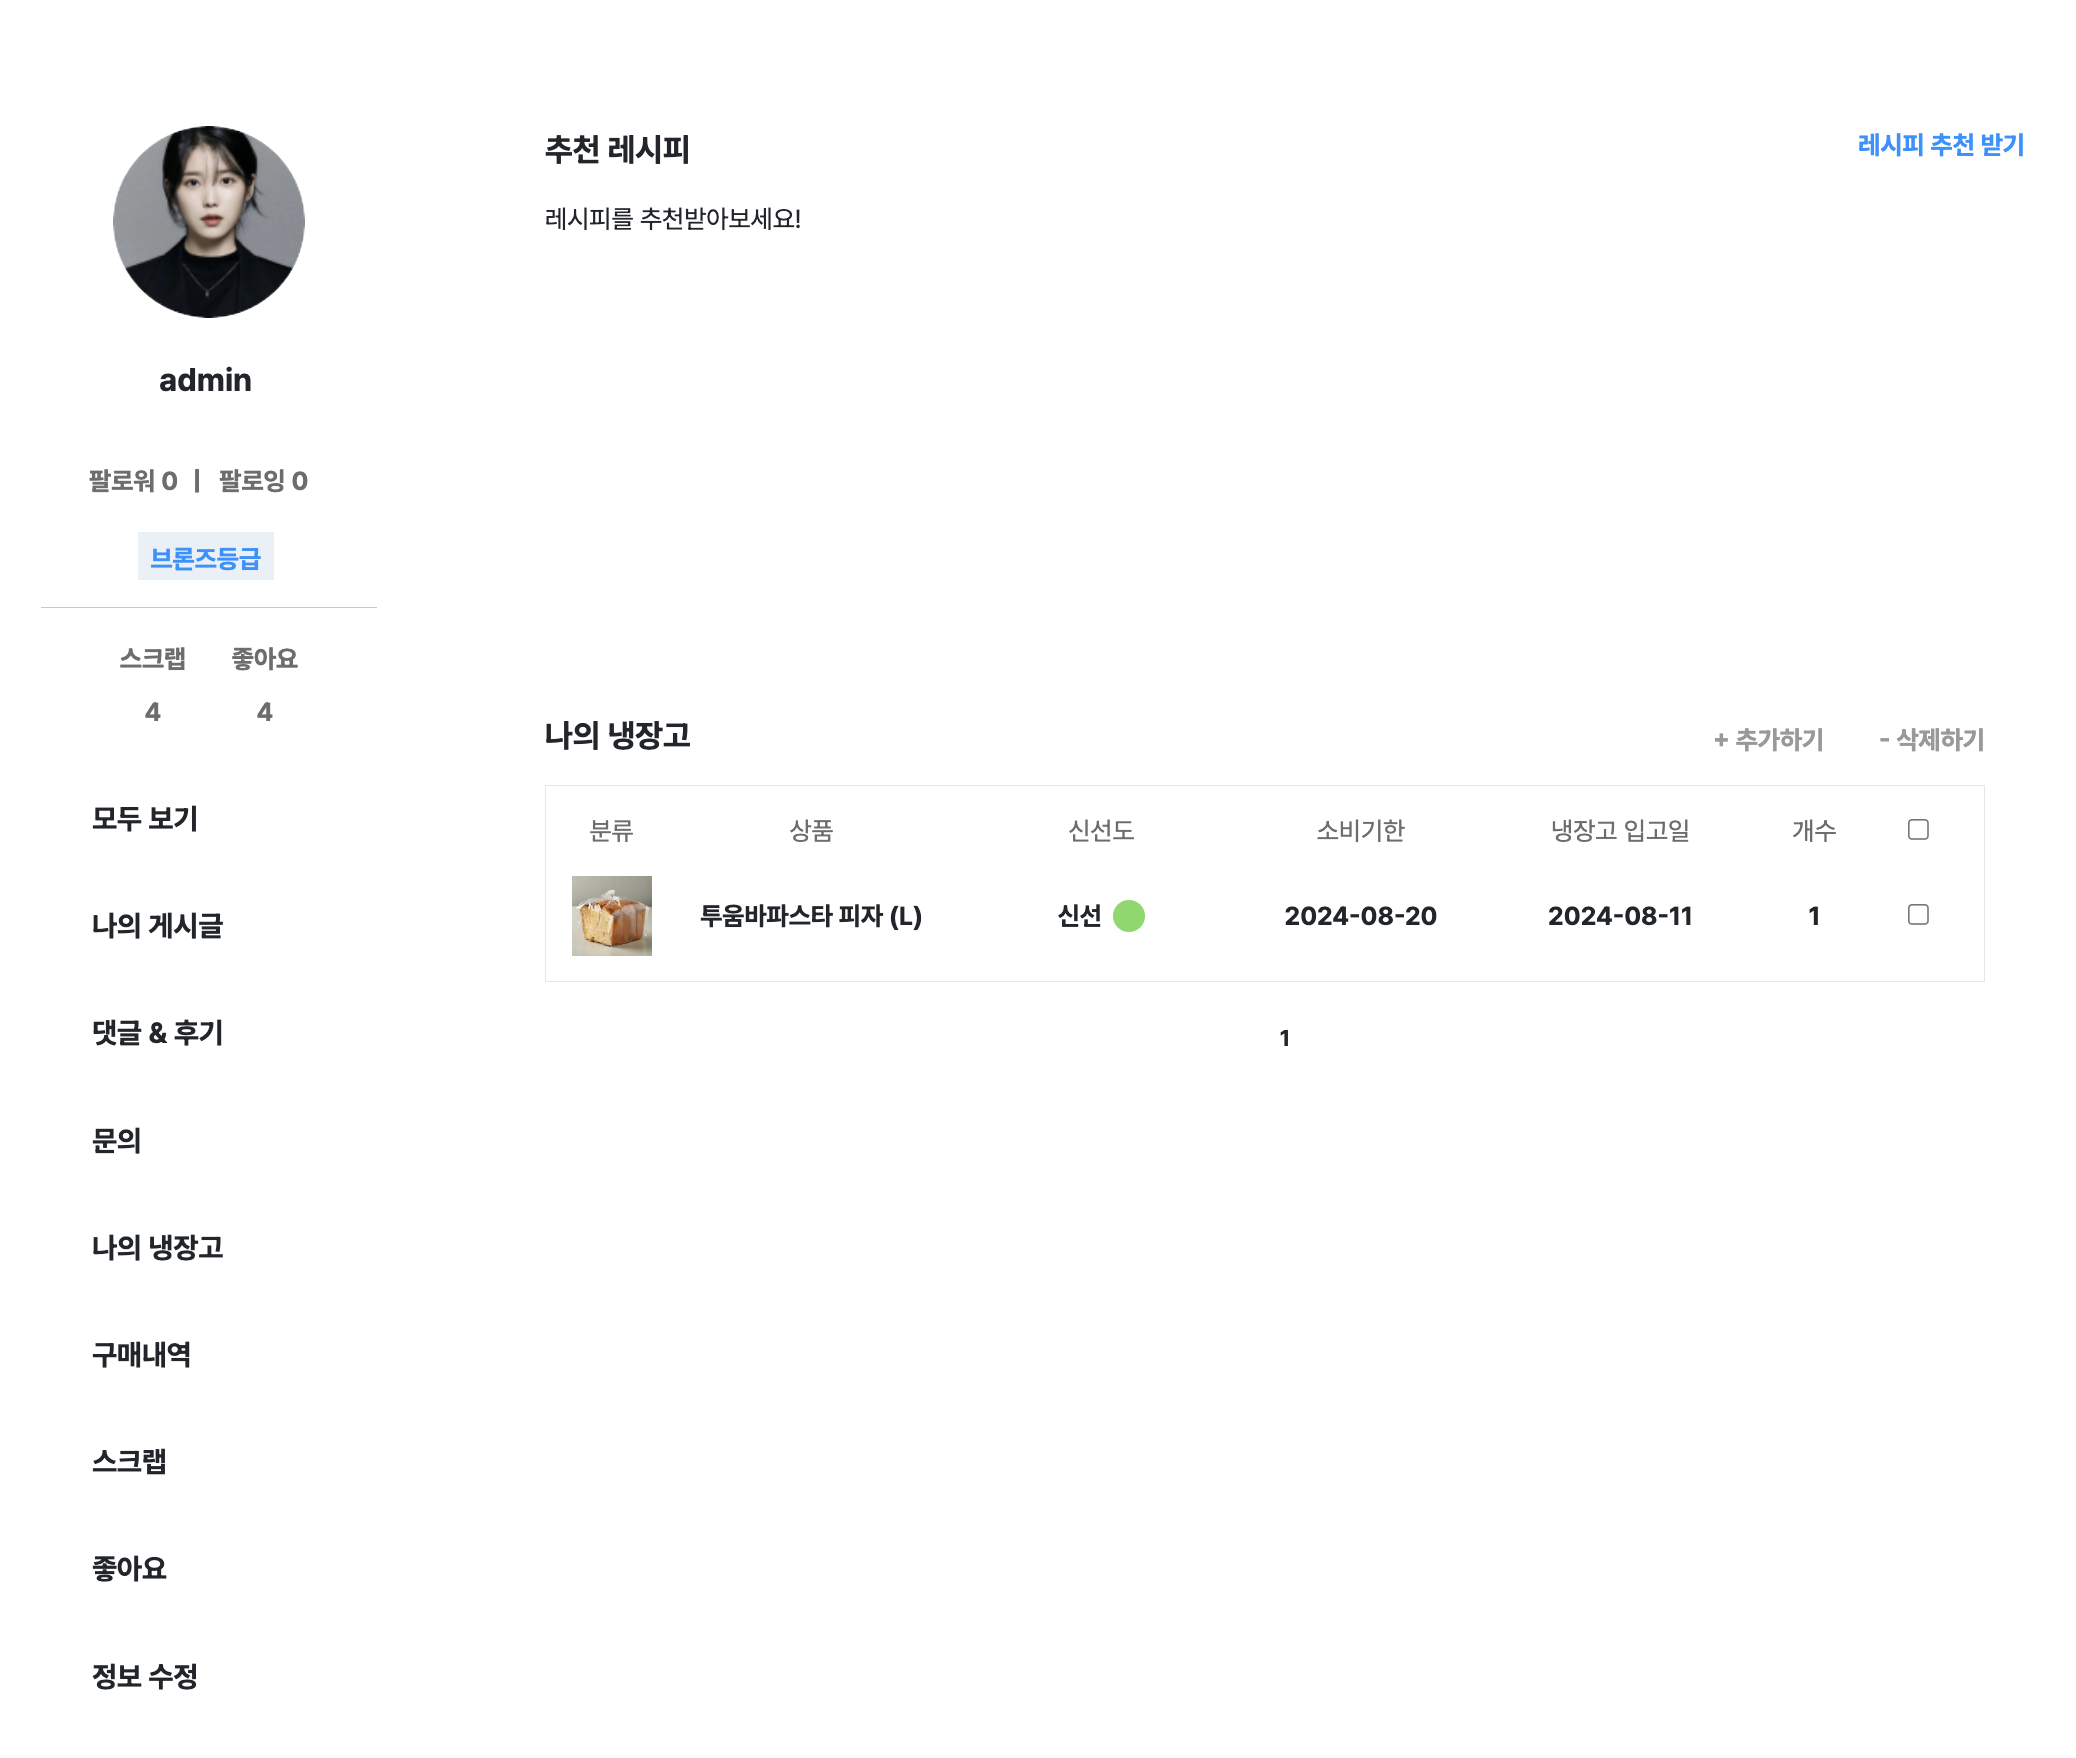 admin
팔로워 0 | 팔로잉 0
브론즈등급
스크랩 좋아요
4 4
모두 보기
나의 게시글
댓글 & 후기
문의
나의 냉장고
구매내역
스크랩
좋아요
정보 수정
추천 레시피 레시피 추천 받기
레시피를 추천받아보세요!
나의 냉장고 + 추가하기 - 삭제하기
분류 상품 신선도 소비기한 냉장고 입고일 개수
투움바파스타 피자 (L) 신선 2024-08-20 2024-08-11 1
1